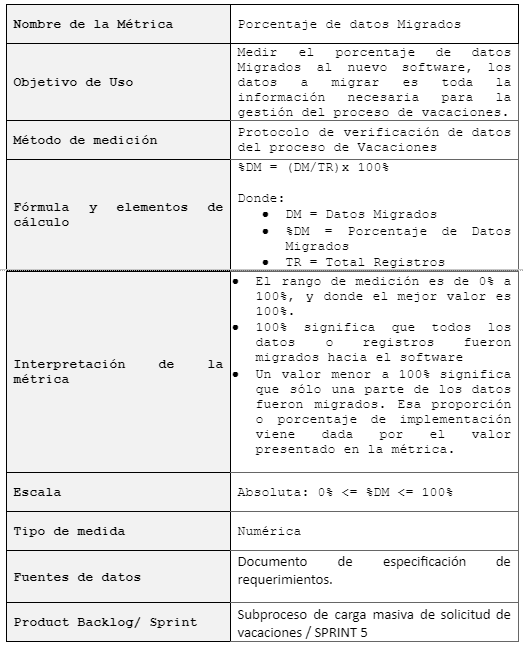 Nombre de la Métrica
Porcentaje de datos Migrados
Objetivo de Uso
Medir el porcentaje de datos
Migrados al nuevo software, los
datos a migrar es toda la
información necesaria para la
gestión del proceso de vacaciones.
Método de medición
Protocolo de verificación de datos
del proceso de Vacaciones
Fórmula y elementos de
cálculo
%DM = (DM/TR)x 100%
Donde:
● DM = Datos Migrados
● %DM = Porcentaje de Datos
Migrados
● TR = Total Registros
Interpretación de la
métrica
● El rango de medición es de 0% a
100%, y donde el mejor valor es
100%.
● 100% significa que todos los
datos o registros fueron
migrados hacia el software
● Un valor menor a 100% significa
que sólo una parte de los datos
fueron migrados. Esa proporción
o porcentaje de implementación
viene dada por el valor
presentado en la métrica.
Escala
Absoluta: 0% <= %DM <= 100%
Tipo de medida
Numérica
Fuentes de datos
Documento de especificación de
requerimientos.
Product Backlog/ Sprint
Subproceso de carga masiva de solicitud de
vacaciones / SPRINT 5